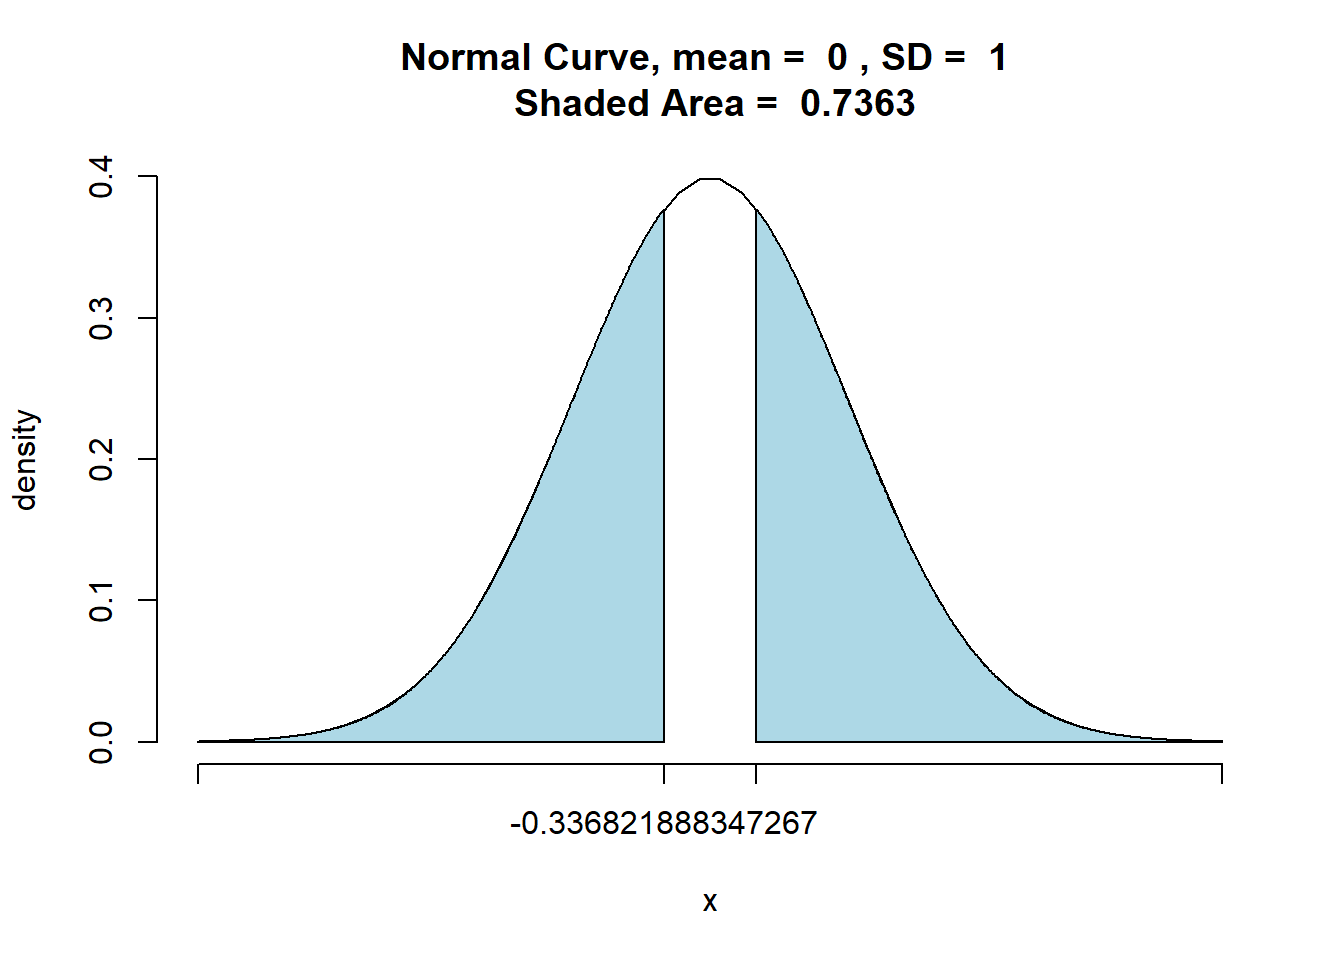 Normal Curve, mean =  0 , SD =  1
Shaded Area =  0.7363
density
0.4
0.3
0.2
0.1
0.0
-0.336821888347267
x